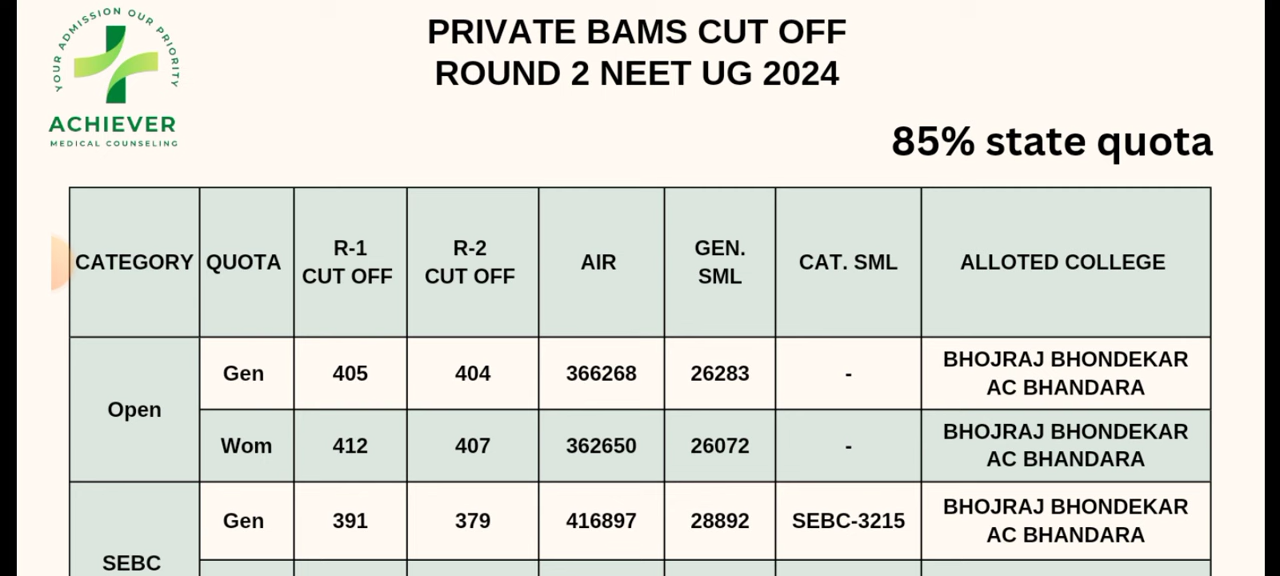 YOUR ADMISSION OUR PRIORITY
ACHIEVER
MEDICAL COUNSELING
PRIVATE BAMS CUT OFF
ROUND 2 NEET UG 2024
85% state quota
CATEGORY QUOTA R-1 CUT OFF R-2 CUT OFF AIR GEN. SML CAT. SML ALLOTED COLLEGE
Open Gen 405 404 366268 26283 - BHOJRAJ BHONDEKAR AC BHANDARA
Wom 412 407 362650 26072 - BHOJRAJ BHONDEKAR AC BHANDARA
SEBC Gen 391 379 416897 28892 SEBC-3215 BHOJRAJ BHONDEKAR AC BHANDARA